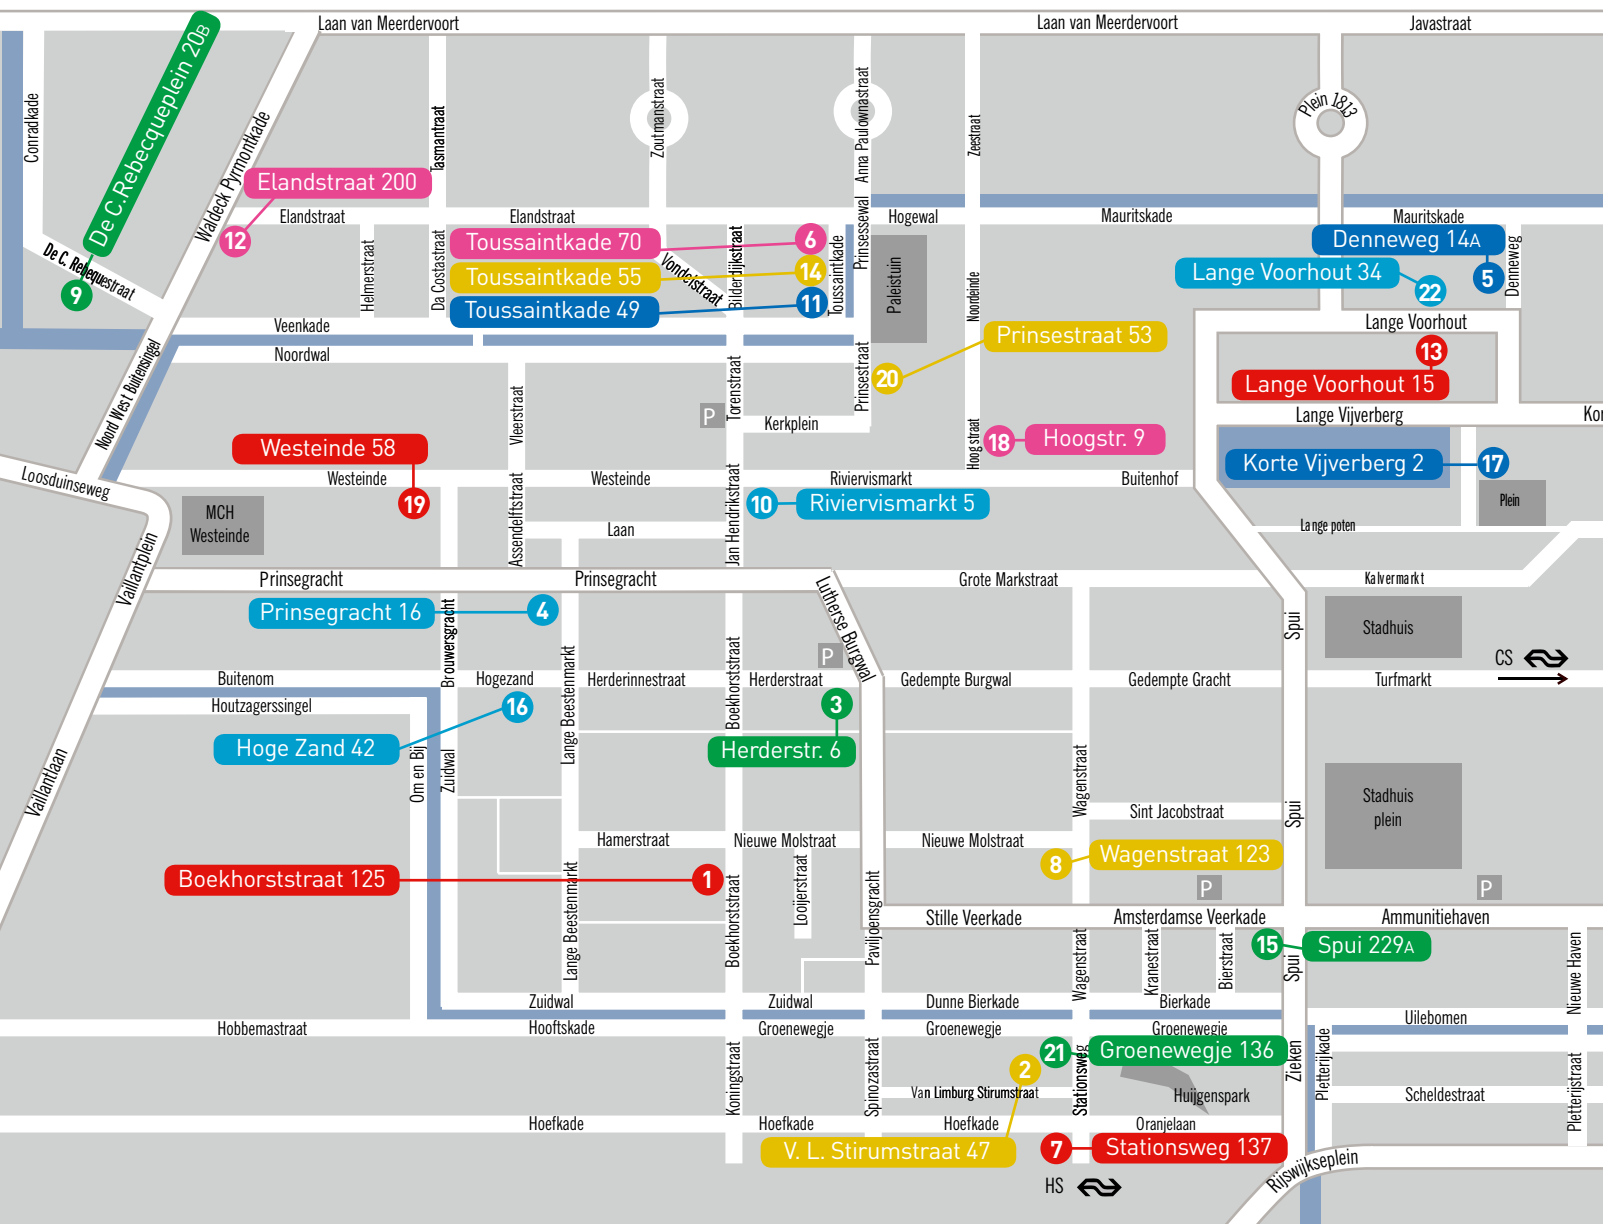 Laan van Meerdervoort
Laan van Meerdervoort
Javastraat
De C.Rebecqueplein 20B
Conradkade
Waldeck Pyrmontkade
Tasmantraat
Zoutmanstraat
Anna Paulownastraat
Zeestraat
Plein 1813
Elandstraat 200
12
Elandstraat
Elandstraat
Prinsessewal
Hogewal
Mauritskade
Mauritskade
De C. Rebequestraat
9
Helmerstraat
Da Costastraat
Toussaintkade 70
6
Toussaintkade 55
14
Toussaintkade 49
11
Vondelstraat
Bilderdijkstraat
Toussaintkade
Paleistuin
Noordeinde
Denneweg 14A
5
Denneweg
Lange Voorhout 34
22
Veenkade
Noordwal
Noord West Buitensingel
Prinsestraat 53
20
Prinsestraat
Lange Voorhout
13
Lange Voorhout 15
Lange Vijverberg
Kor
Vleerstraat
Torenstraat
P
Kerkplein
Hoogstraat
18
Hoogstr. 9
Westeinde 58
19
Korte Vijverberg 2
17
Loosduinseweg
Westeinde
Westeinde
Riviervismarkt
Buitenhof
MCH
Westeinde
Assendelftstraat
Jan Hendrikstraat
10
Riviervismarkt 5
Plein
Lange poten
Laan
Vaillantplein
Prinsegracht
Prinsegracht
Grote Markstraat
Kalvermarkt
Lutherse Burgwal
Prinsegracht 16
4
Brouwersgracht
Spui
Stadhuis
CS
P
Buitenom
Hogezand
Lange Beestenmarkt
Herderinnestraat
Boekhorststraat
Herderstraat
Gedempte Burgwal
Gedempte Gracht
Turfmarkt
Houtzagerssingel
16
3
Hoge Zand 42
Herderstr. 6
Vaillantlaan
Om en Bij
Zuidwal
Wagenstraat
Spui
Stadhuis
plein
Sint Jacobstraat
Hamerstraat
Nieuwe Molstraat
Nieuwe Molstraat
8
Wagenstraat 123
Boekhorststraat 125
1
Looijerstraat
P
P
Lange Beestenmarkt
Boekhorststraat
Paviljoensgracht
Stille Veerkade
Amsterdamse Veerkade
Ammunitiehaven
Wagenstraat
Kranestraat
Bierstraat
15
Spui 229A
Spui
Nieuwe Haven
Zuidwal
Zuidwal
Dunne Bierkade
Bierkade
Hobbemastraat
Hooftskade
Groenewegje
Groenewegje
Groenewegje
Uilebomen
21
Groenewegje 136
2
Koningstraat
Spinozastraat
Stationsweg
Zieken
Pletterijkade
Pletterijstraat
Van Limburg Stirumstraat
Huijgenspark
Scheldestraat
Hoefkade
Hoefkade
Hoefkade
Oranjelaan
V. L. Stirumstraat 47
7
Stationsweg 137
Rijswijkseplein
HS